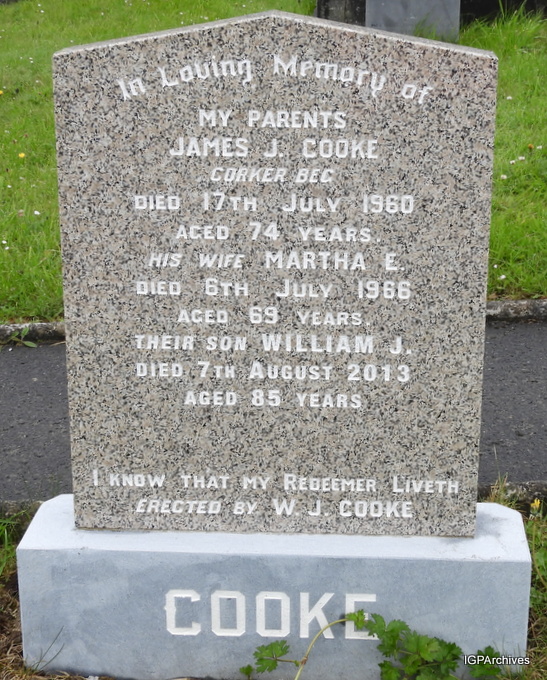 In Loving Memory of
MY PARENTS
JAMES J. COOKE
CORKER BEG
DIED 17TH JULY 1960
AGED 74 YEARS.
HIS WIFE MARTHA E.
DIED 6TH JULY 1966
AGED 69 YEARS.
THEIR SON WILLIAM J.
DIED 7TH AUGUST 2013
AGED 85 YEARS
I KNOW THAT MY REDEEMER LIVETH
ERECTED BY W. J. COOKE
COOKE
IGPArchives